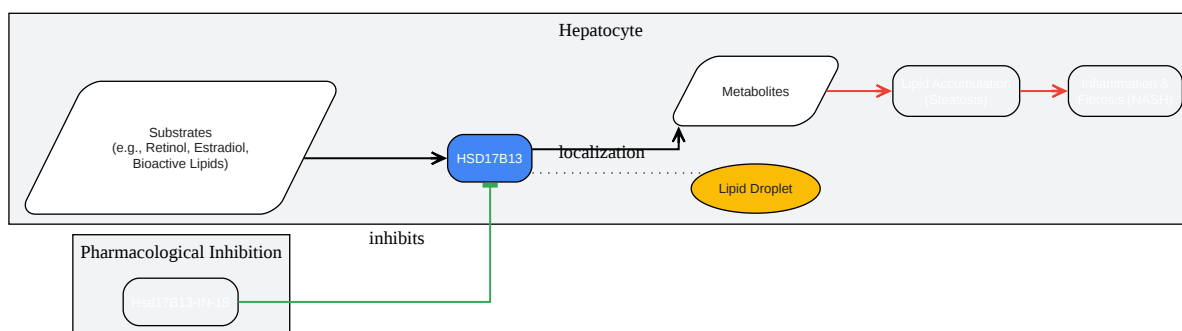 Hepatocyte
Substrates
(e.g., Retinol, Estradiol,
Bioactive Lipids)
HSD17B13
localization
Metabolites
Lipid Droplet
Lipid Accumulation
(Steatosis)
Inflammation &
Fibrosis (NASH)
inhibits
Pharmacological Inhibition
Hsd17B13-IN-15